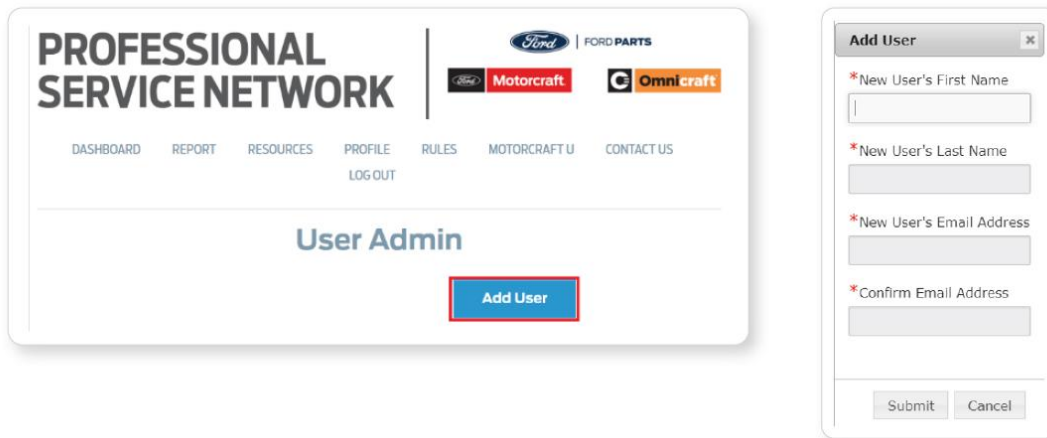 PROFESSIONAL
SERVICE NETWORK
Ford | FORD PARTS
Ford Motorcraft
Omnicraft
DASHBOARD REPORT RESOURCES PROFILE RULES MOTORCRAFT U CONTACT US
LOG OUT
User Admin
Add User
Add User ×
*New User's First Name
*New User's Last Name
*New User's Email Address
*Confirm Email Address
Submit Cancel